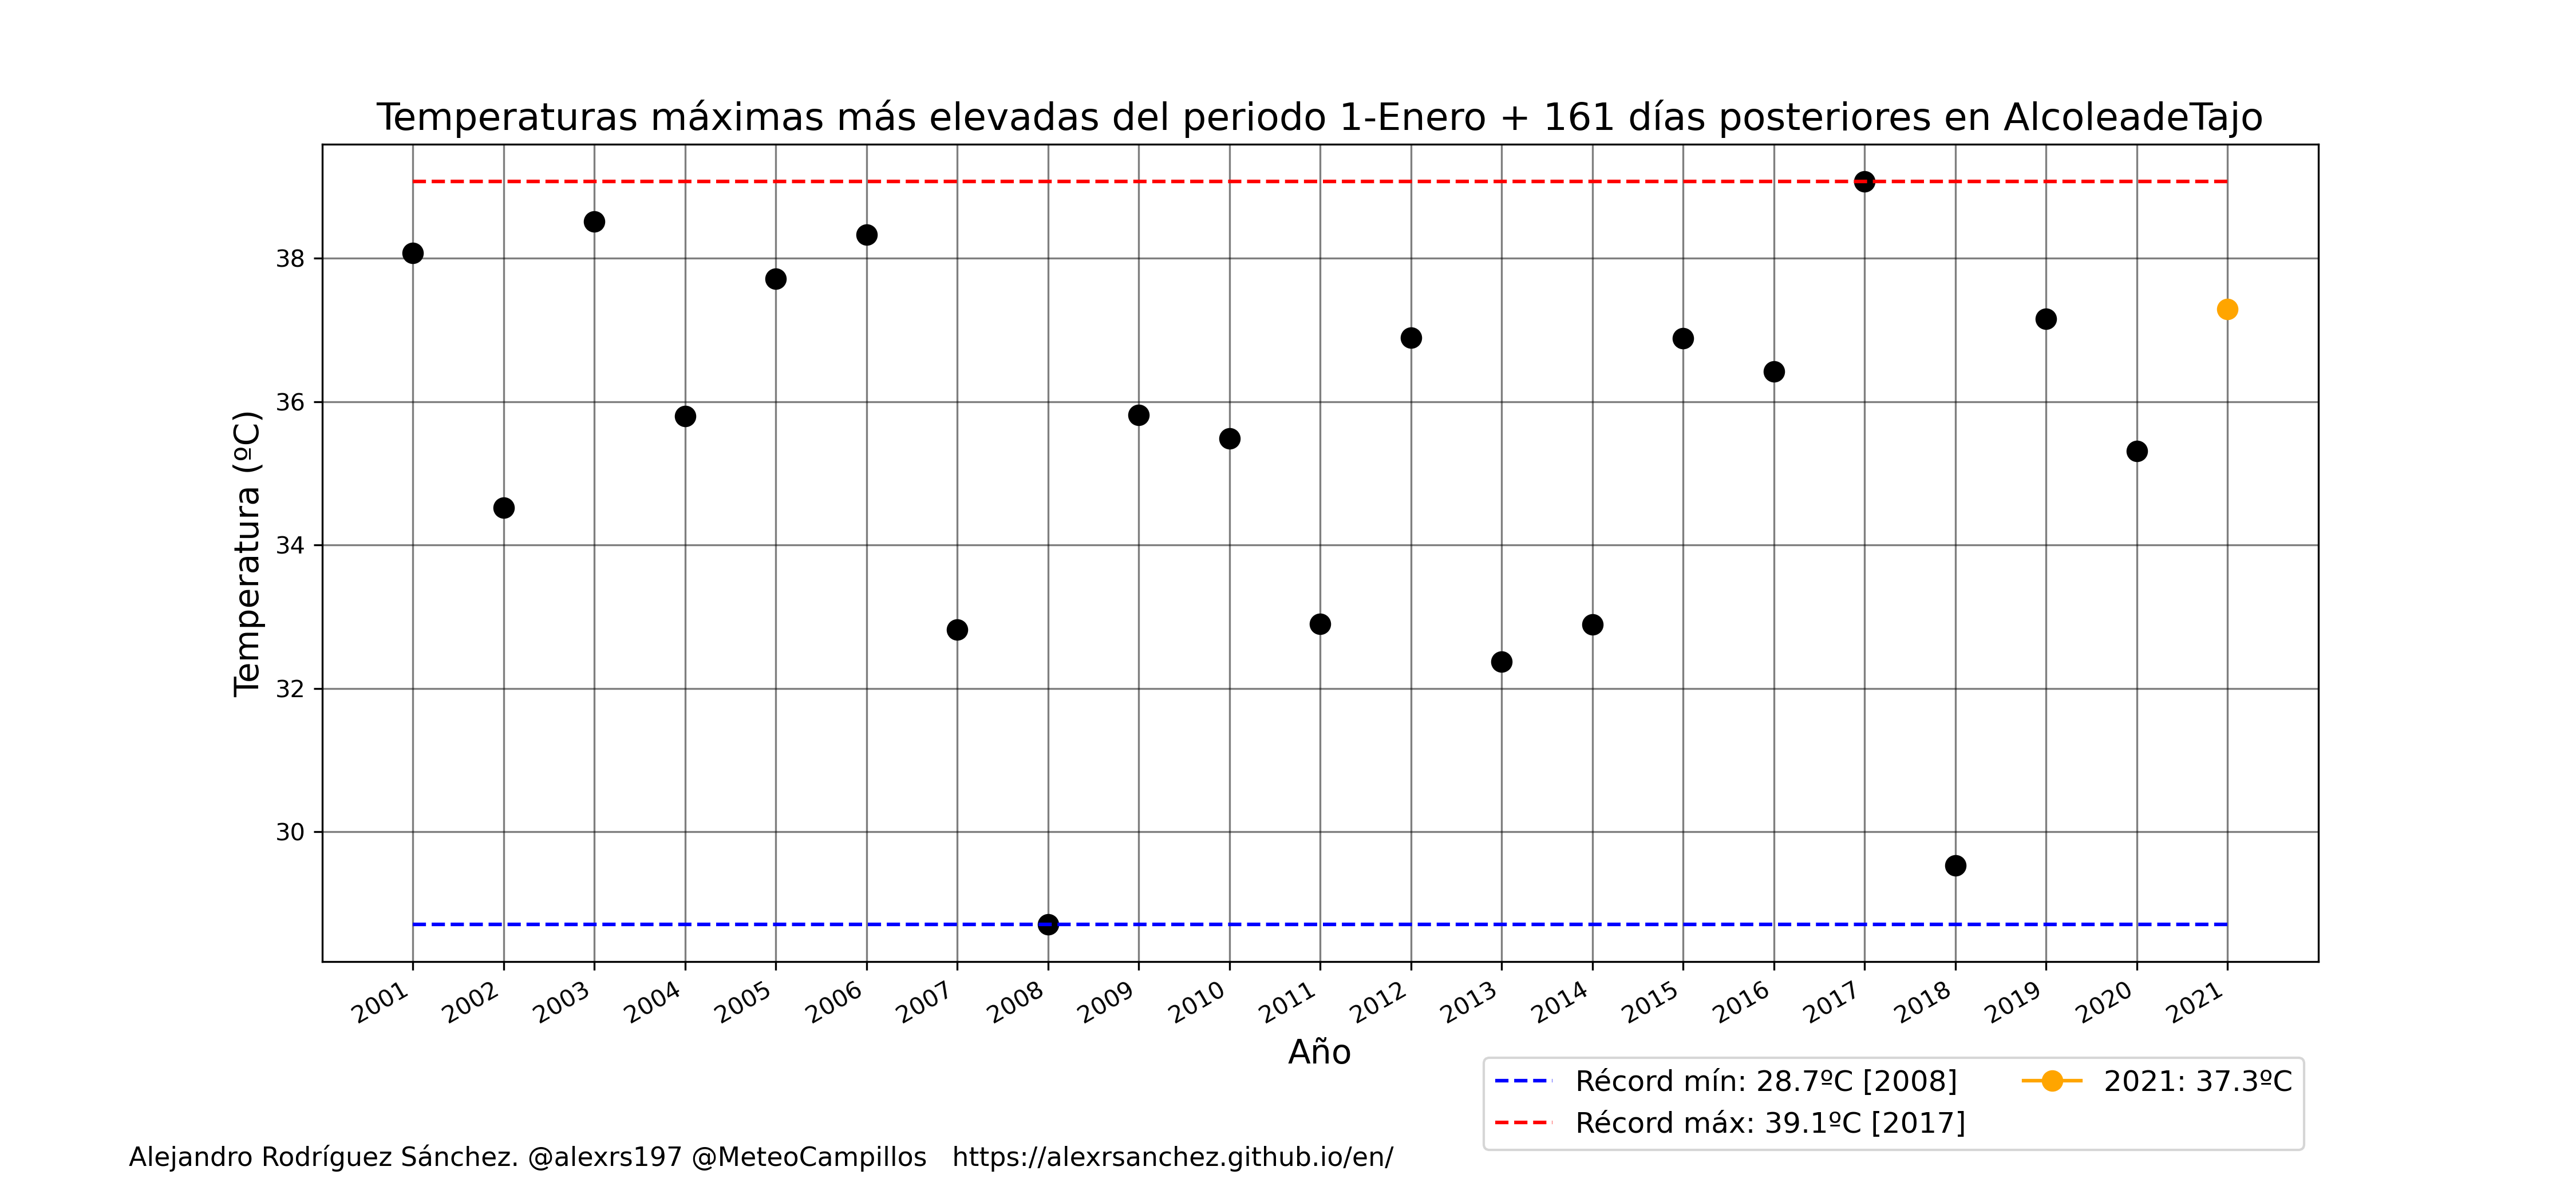 Temperaturas máximas más elevadas del periodo 1-Enero + 161 días posteriores en AlcoleadeTajo
Temperatura (ºC)
38
36
34
32
30
2001 2002 2003 2004 2005 2006 2007 2008 2009 2010 2011 2012 2013 2014 2015 2016 2017 2018 2019 2020 2021
Año
Récord mín: 28.7ºC [2008]
Récord máx: 39.1ºC [2017]
2021: 37.3ºC
Alejandro Rodríguez Sánchez. @alexrs197 @MeteoCampillos https://alexrsanchez.github.io/en/